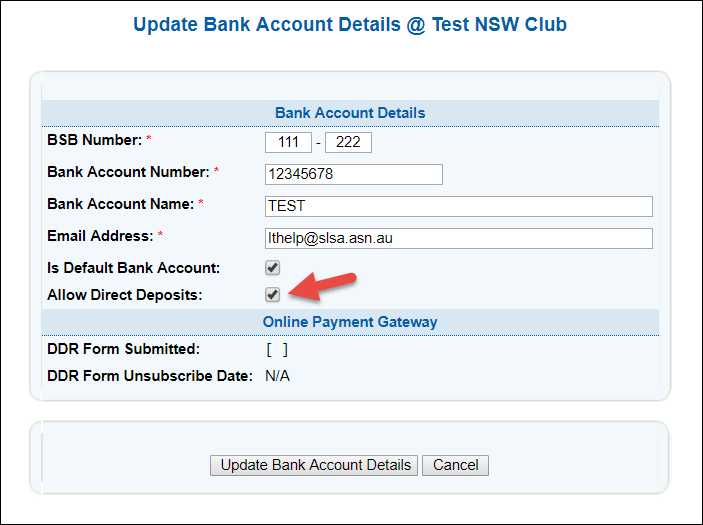 Update Bank Account Details @ Test NSW Club
Bank Account Details
BSB Number: * 111 - 222
Bank Account Number: * 12345678
Bank Account Name: * TEST
Email Address: * lthelp@slsa.asn.au
Is Default Bank Account:
Allow Direct Deposits:
Online Payment Gateway
DDR Form Submitted: [ ]
DDR Form Unsubscribe Date: N/A
Update Bank Account Details Cancel